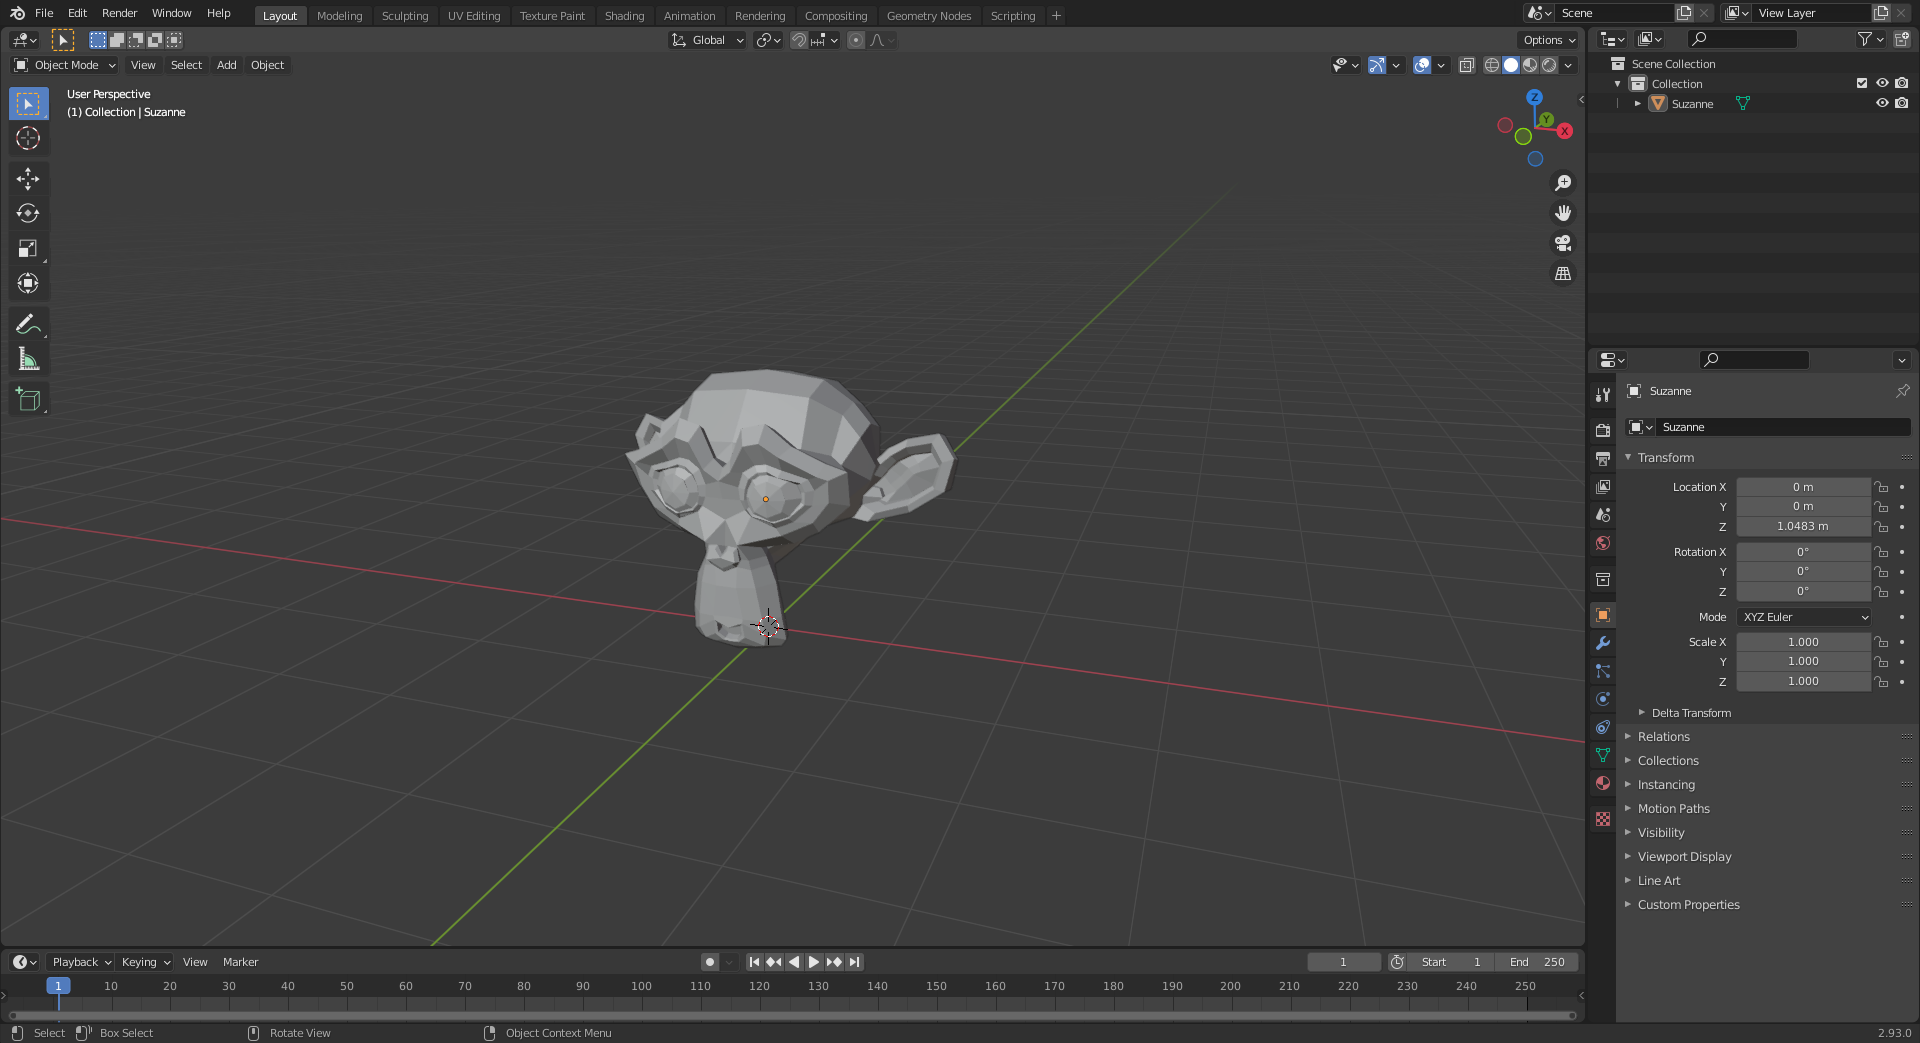 File Edit Render Window Help Layout Modeling Sculpting UV Editing Texture Paint Shading Animation Rendering Compositing Geometry Nodes Scripting + Scene View Layer
Global Options
Object Mode View Select Add Object
User Perspective
(1) Collection | Suzanne
Z
Y
X
Scene Collection
Collection
Suzanne
Suzanne
Suzanne
Transform
Location X 0 m
Y 0 m
Z 1.0483 m
Rotation X 0°
Y 0°
Z 0°
Mode XYZ Euler
Scale X 1.000
Y 1.000
Z 1.000
Delta Transform
Relations
Collections
Instancing
Motion Paths
Visibility
Viewport Display
Line Art
Custom Properties
Playback Keying View Marker 1 Start 1 End 250
1 10 20 30 40 50 60 70 80 90 100 110 120 130 140 150 160 170 180 190 200 210 220 230 240 250
Select Box Select Rotate View Object Context Menu 2.93.0